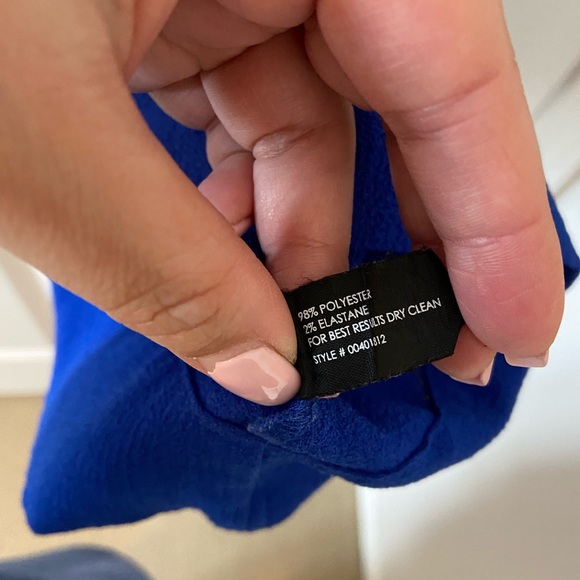 98% POLYESTER
2% ELASTANE
FOR BEST RESULTS DRY CLEAN
STYLE # 00401812